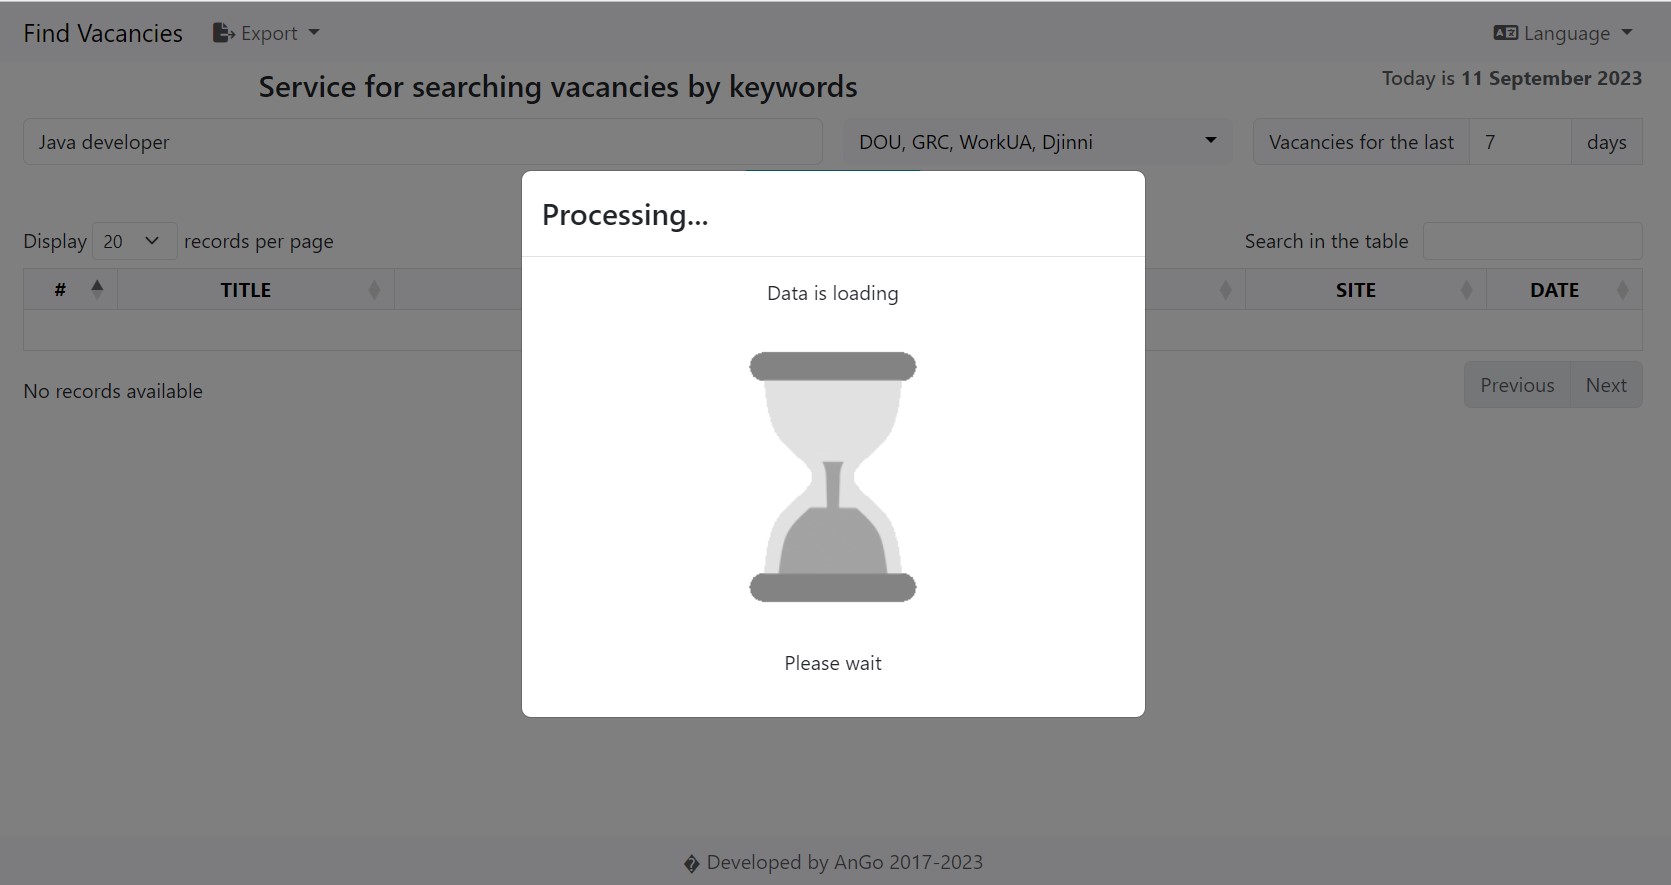 Find Vacancies Export Language
Service for searching vacancies by keywords
Today is 11 September 2023
Java developer
DOU, GRC, WorkUA, Djinni
Vacancies for the last 7 days
Display 20 records per page
Search in the table
# TITLE SITE DATE
No records available
Previous Next
Processing...
Data is loading
Please wait
� Developed by AnGo 2017-2023